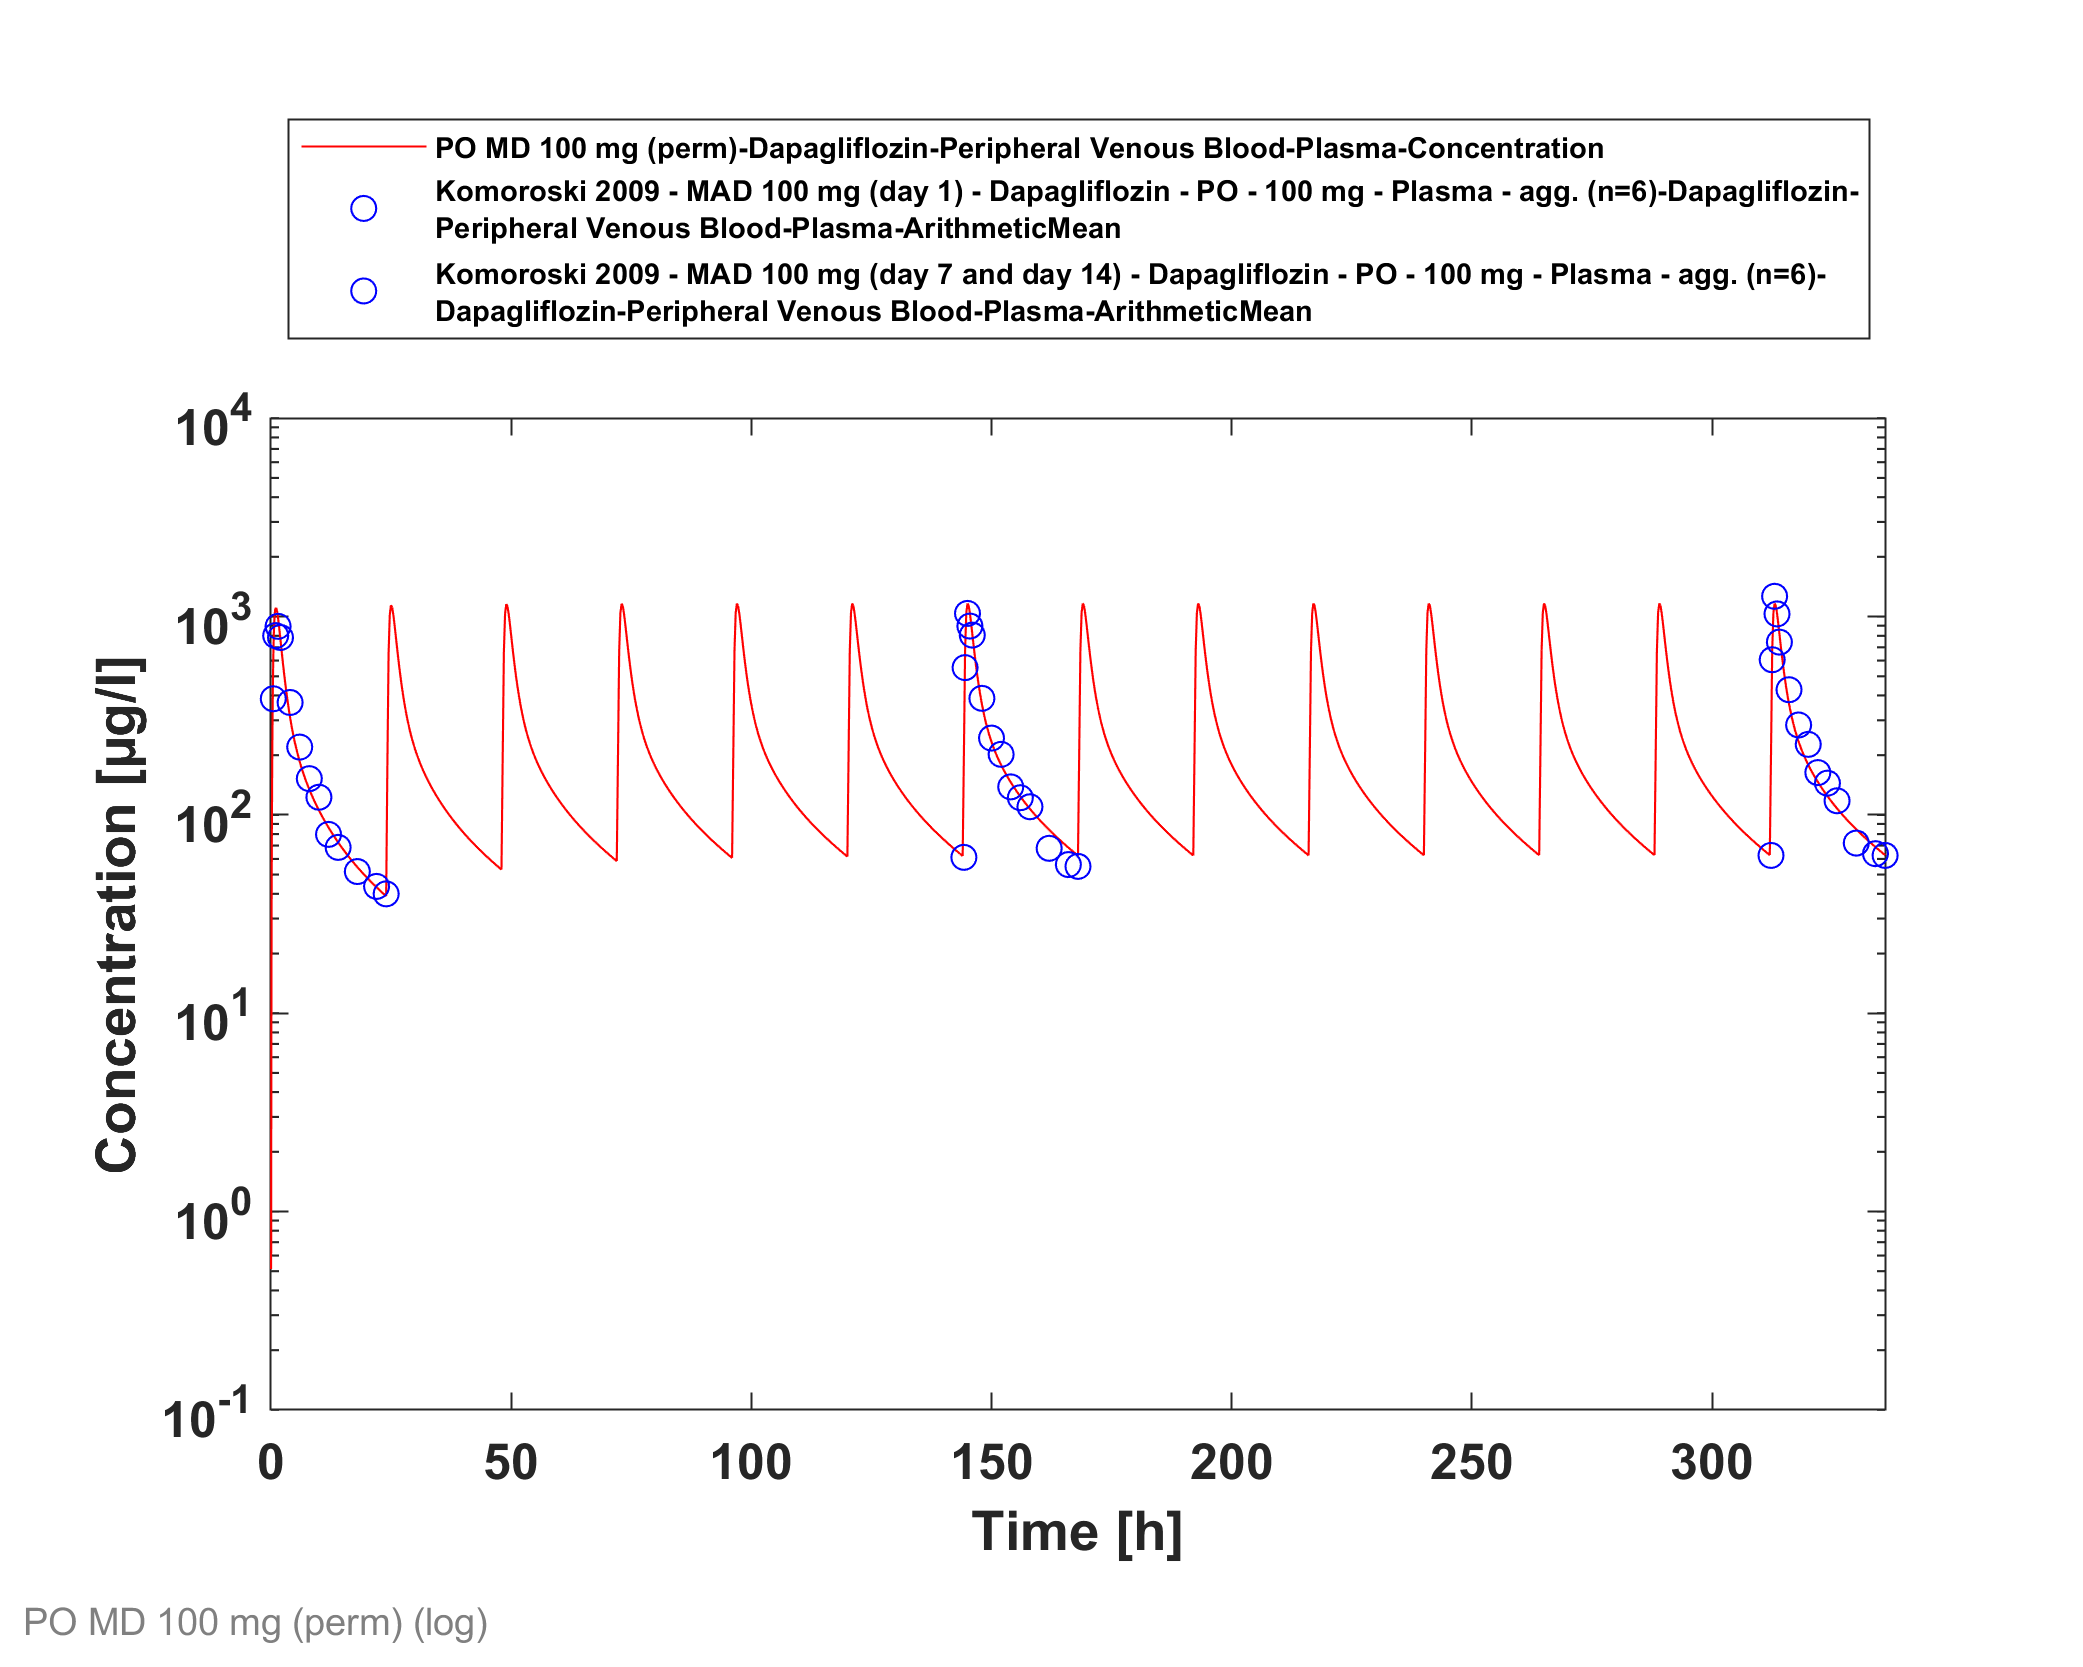 PO MD 100 mg (perm)-Dapagliflozin-Peripheral Venous Blood-Plasma-Concentration
Komoroski 2009 - MAD 100 mg (day 1) - Dapagliflozin - PO - 100 mg - Plasma - agg. (n=6)-Dapagliflozin-
Peripheral Venous Blood-Plasma-ArithmeticMean
Komoroski 2009 - MAD 100 mg (day 7 and day 14) - Dapagliflozin - PO - 100 mg - Plasma - agg. (n=6)-
Dapagliflozin-Peripheral Venous Blood-Plasma-ArithmeticMean
10^4
10^3
10^2
10^1
10^0
10^-1
Concentration [µg/l]
0 50 100 150 200 250 300
Time [h]
PO MD 100 mg (perm) (log)